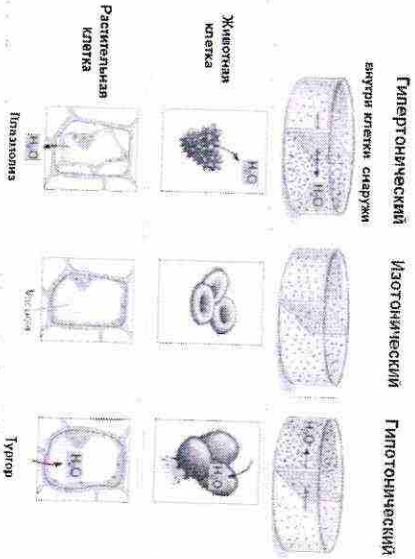 Гипертонический
Изотонический
Гипотонический
внутри клетки снаружи
H₂O
H₂O
Животная
клетка
H₂O
H₂O
Растительная
клетка
H₂O
H₂O
Плазмолиз
Тургор